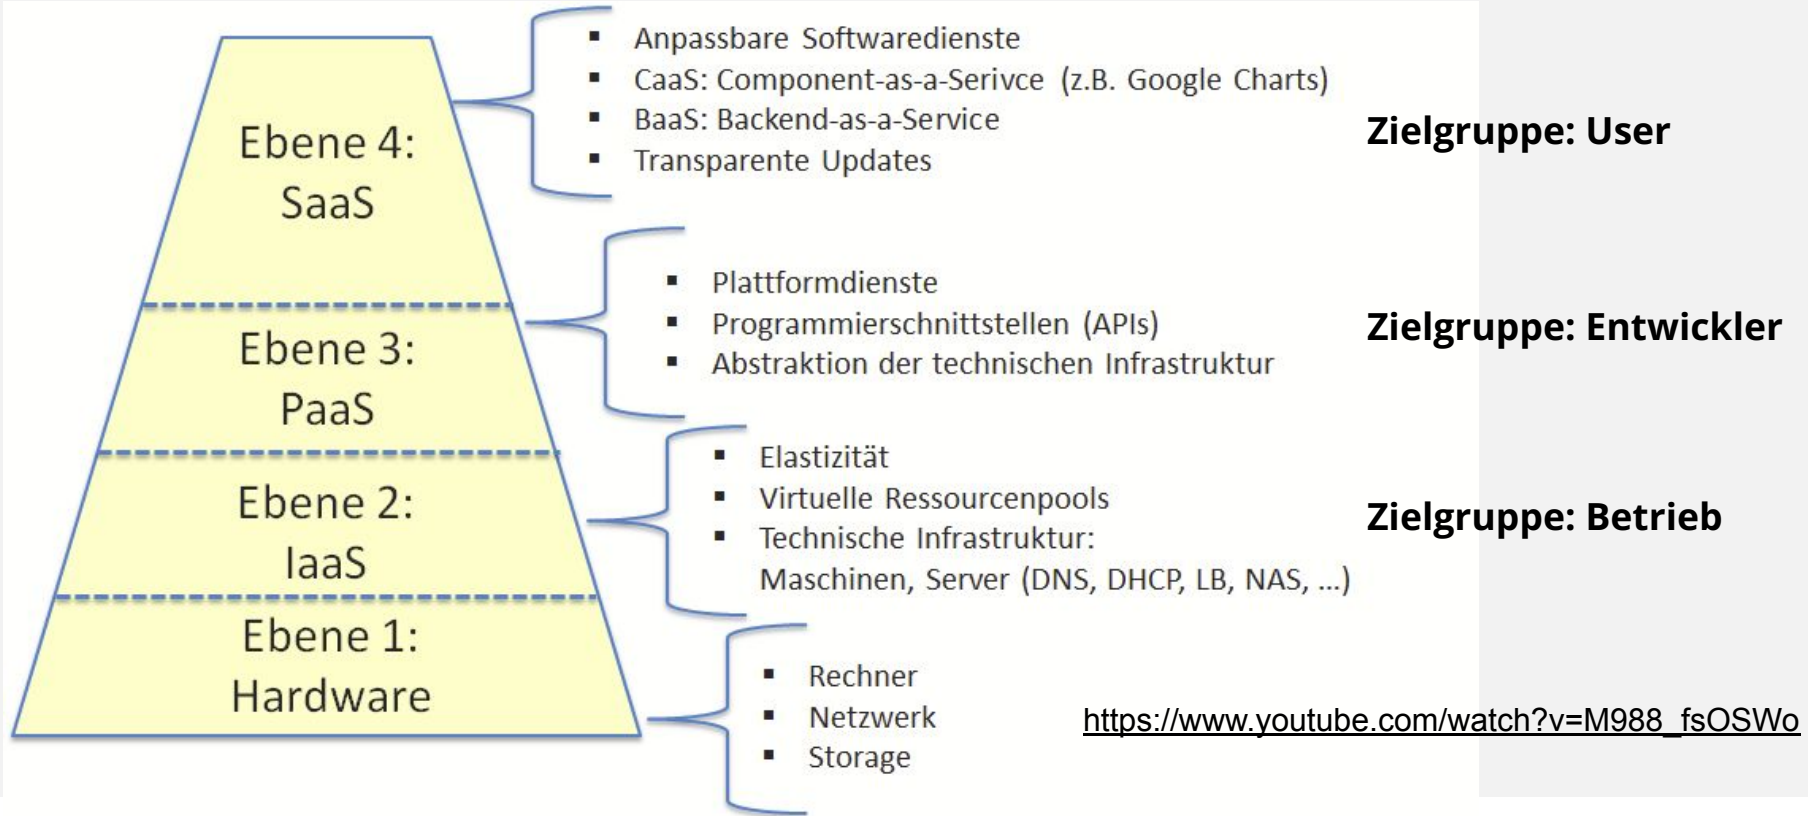 Ebene 4:
SaaS
▪ Anpassbare Softwaredienste
▪ CaaS: Component-as-a-Serivce (z.B. Google Charts)
▪ BaaS: Backend-as-a-Service
▪ Transparente Updates
Zielgruppe: User
Ebene 3:
PaaS
▪ Plattformdienste
▪ Programmierschnittstellen (APIs)
▪ Abstraktion der technischen Infrastruktur
Zielgruppe: Entwickler
Ebene 2:
IaaS
▪ Elastizität
▪ Virtuelle Ressourcenpools
▪ Technische Infrastruktur:
Maschinen, Server (DNS, DHCP, LB, NAS, ...)
Zielgruppe: Betrieb
Ebene 1:
Hardware
▪ Rechner
▪ Netzwerk
▪ Storage
https://www.youtube.com/watch?v=M988_fsOSWo